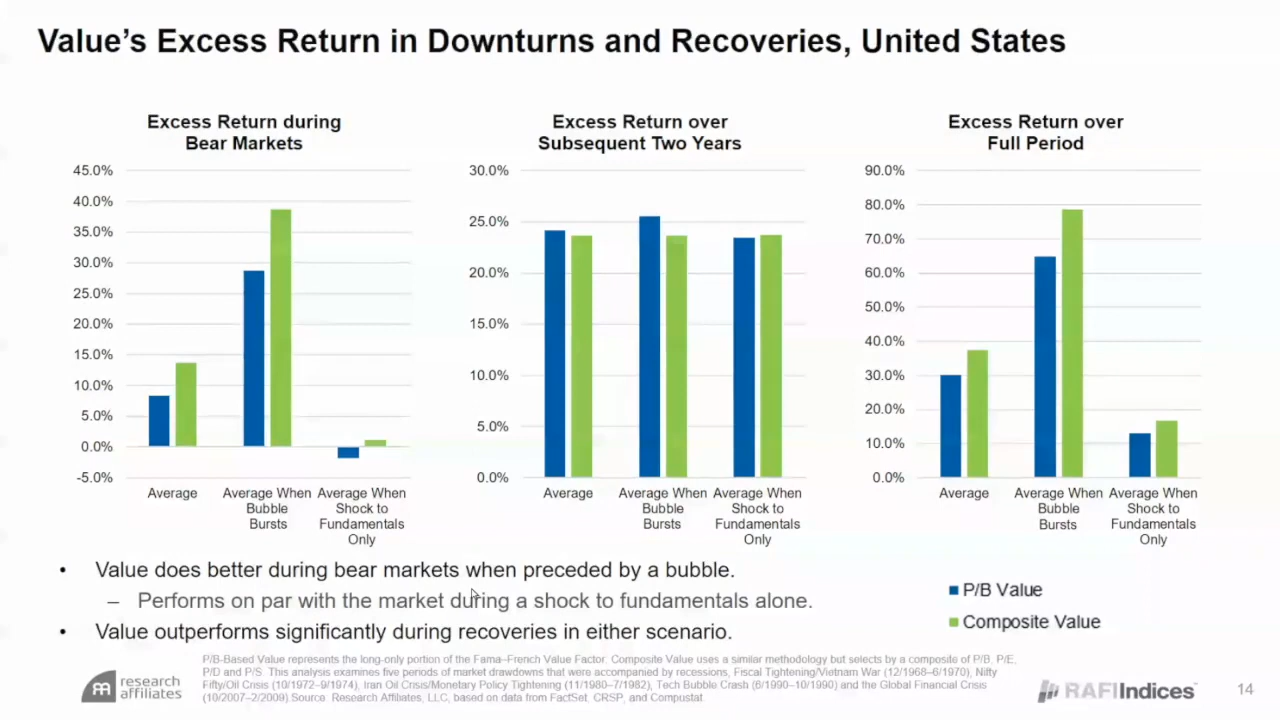 Value's Excess Return in Downturns and Recoveries, United States
Excess Return during
Bear Markets
45.0%
40.0%
35.0%
30.0%
25.0%
20.0%
15.0%
10.0%
5.0%
0.0%
-5.0%
Average
Average When
Bubble
Bursts
Average When
Shock to
Fundamentals
Only
Excess Return over
Subsequent Two Years
30.0%
25.0%
20.0%
15.0%
10.0%
5.0%
0.0%
Average
Average When
Bubble
Bursts
Average When
Shock to
Fundamentals
Only
Excess Return over
Full Period
90.0%
80.0%
70.0%
60.0%
50.0%
40.0%
30.0%
20.0%
10.0%
0.0%
Average
Average When
Bubble
Bursts
Average When
Shock to
Fundamentals
Only
• Value does better during bear markets when preceded by a bubble.
– Performs on par with the market during a shock to fundamentals alone.
• Value outperforms significantly during recoveries in either scenario.
P/B Value
Composite Value
research
affiliates
P/B-Based Value represents the long-only portion of the Fama–French Value Factor. Composite Value uses a similar methodology but selects by a composite of P/B, P/E,
P/D and P/S. This analysis examines five periods of market drawdowns that were accompanied by recessions, Fiscal Tightening/Vietnam War (12/1968–6/1970), Nifty
Fifty/Oil Crisis (10/1972–9/1974), Iran Oil Crisis/Monetary Policy Tightening (11/1980–7/1982), Tech Bubble Crash (6/1990–10/1990) and the Global Financial Crisis
(10/2007–2/2009).Source: Research Affiliates, LLC, based on data from FactSet, CRSP, and Compustat.
RAFI Indices
14